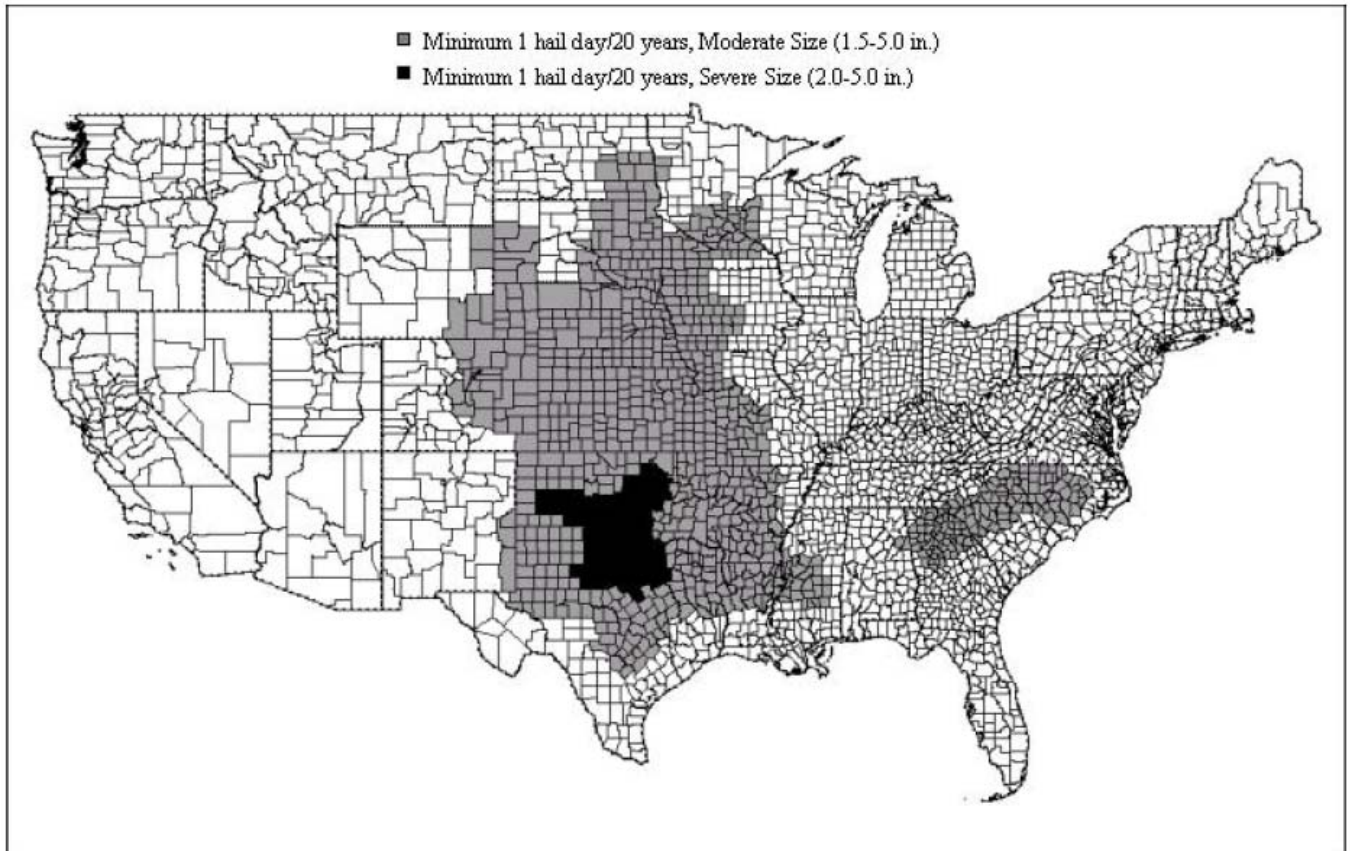 Minimum 1 hail day/20 years, Moderate Size (1.5-5.0 in.)
Minimum 1 hail day/20 years, Severe Size (2.0-5.0 in.)